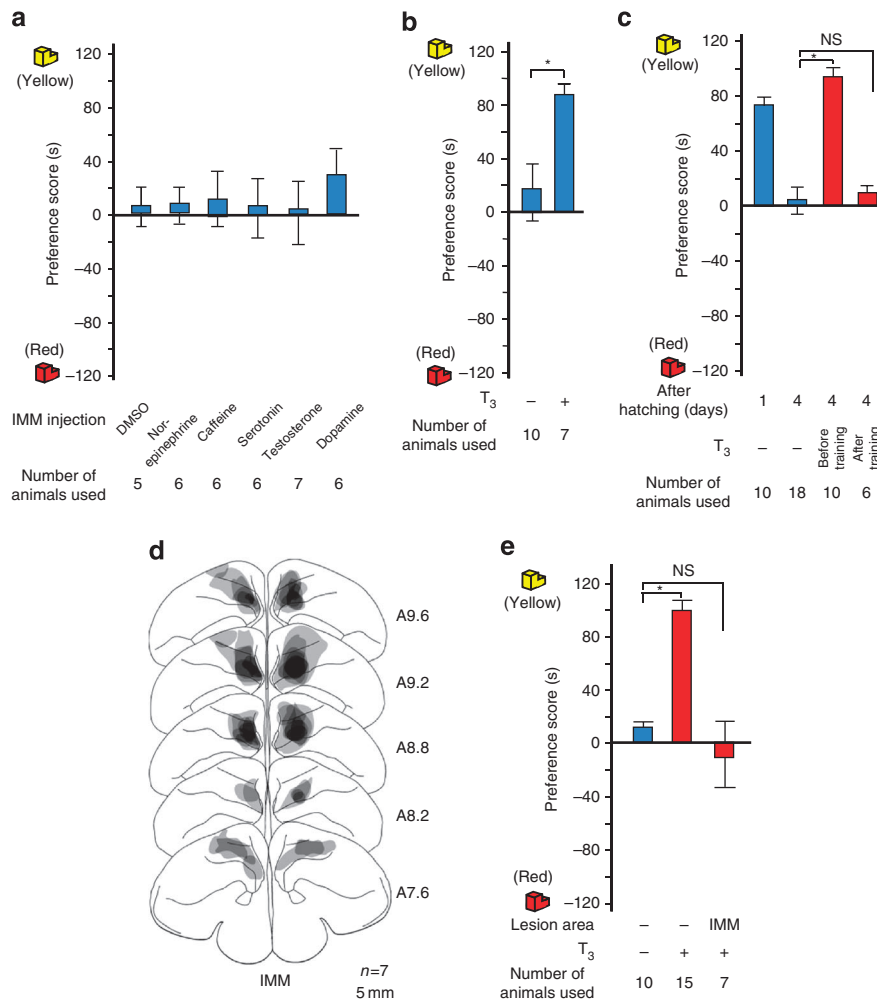 a
120
(Yellow)
80
40
0
−40
−80
(Red)
−120
Preference score (s)
IMM injection
DMSO
Nor-
epinephrine
Caffeine
Serotonin
Testosterone
Dopamine
Number of
animals used
5 6 6 6 7 6
b
120
(Yellow)
80
40
0
−40
−80
(Red)
−120
Preference score (s)
*
T3 − +
Number of
animals used
10 7
c
NS
*
120
(Yellow)
80
40
0
−40
−80
(Red)
−120
Preference score (s)
After
hatching (days)
1 4 4 4
T3 − − Before training After training
Number of
animals used
10 18 10 6
d
A9.6
A9.2
A8.8
A8.2
A7.6
IMM
n=7
5 mm
e
NS
*
120
(Yellow)
80
40
0
−40
−80
(Red)
−120
Preference score (s)
Lesion area − − IMM
T3 − + +
Number of
animals used
10 15 7